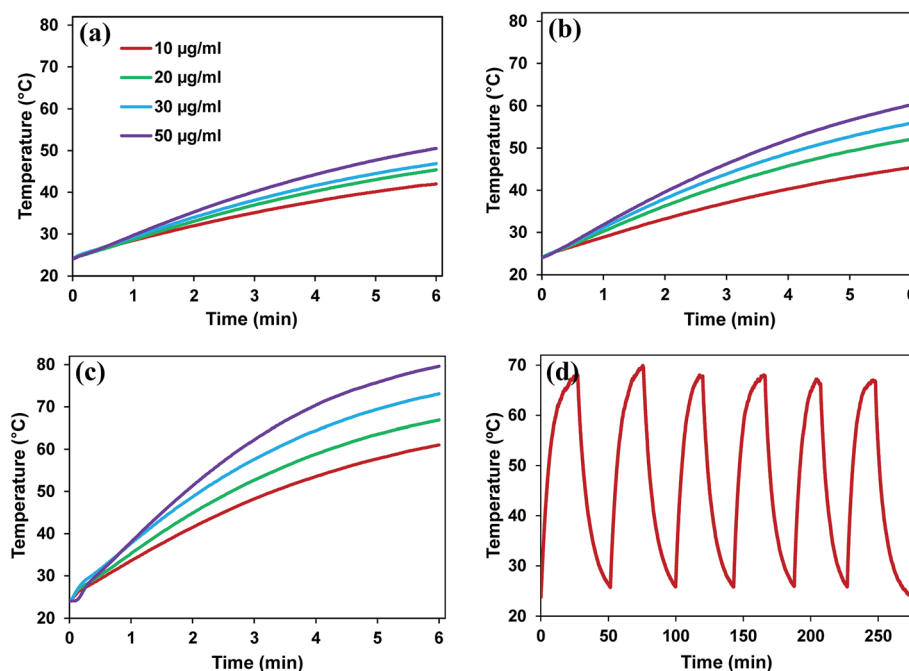 (a)
10 µg/ml
20 µg/ml
30 µg/ml
50 µg/ml
80
70
60
50
40
30
20
0 1 2 3 4 5 6
Temperature (°C)
Time (min)
(b)
80
70
60
50
40
30
20
0 1 2 3 4 5 6
Temperature (°C)
Time (min)
(c)
80
70
60
50
40
30
20
0 1 2 3 4 5 6
Temperature (°C)
Time (min)
(d)
70
60
50
40
30
20
0 50 100 150 200 250
Temperature (ºC)
Time (min)